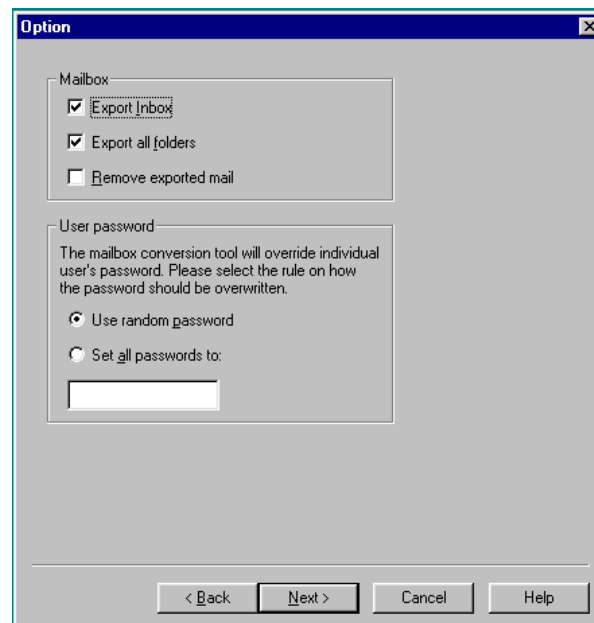 Option
Mailbox
Export Inbox
Export all folders
Remove exported mail
User password
The mailbox conversion tool will override individual
user's password. Please select the rule on how
the password should be overwritten.
Use random password
Set all passwords to:
< Back Next > Cancel Help